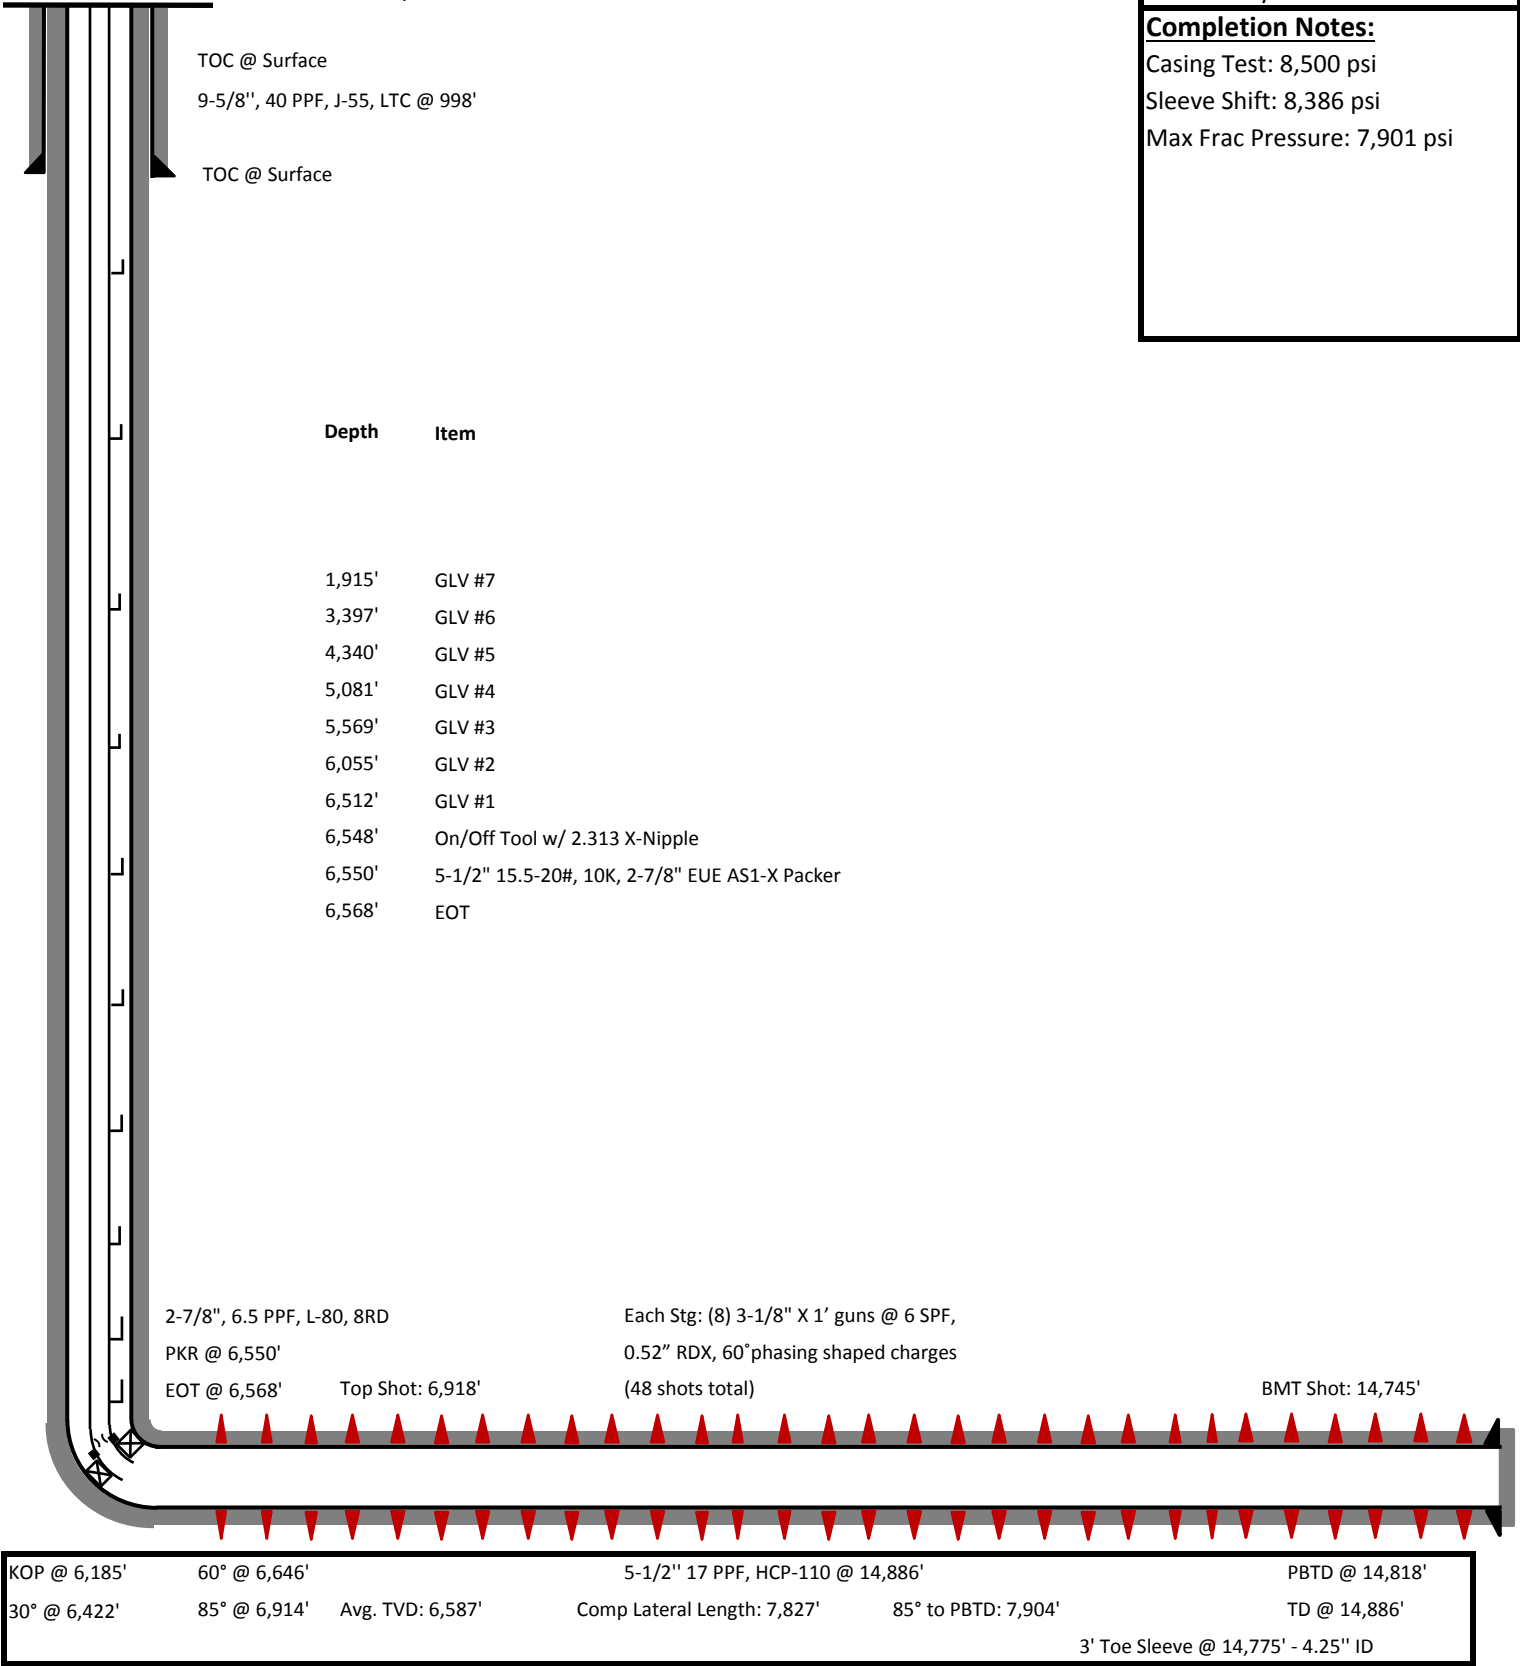 Completion Notes:
Casing Test: 8,500 psi
Sleeve Shift: 8,386 psi
Max Frac Pressure: 7,901 psi
TOC @ Surface
9-5/8'', 40 PPF, J-55, LTC @ 998'
TOC @ Surface
Depth Item
1,915' GLV #7
3,397' GLV #6
4,340' GLV #5
5,081' GLV #4
5,569' GLV #3
6,055' GLV #2
6,512' GLV #1
6,548' On/Off Tool w/ 2.313 X-Nipple
6,550' 5-1/2" 15.5-20#, 10K, 2-7/8" EUE AS1-X Packer
6,568' EOT
2-7/8", 6.5 PPF, L-80, 8RD
PKR @ 6,550'
EOT @ 6,568'
Top Shot: 6,918'
Each Stg: (8) 3-1/8" X 1’ guns @ 6 SPF,
0.52” RDX, 60˚phasing shaped charges
(48 shots total)
BMT Shot: 14,745'
KOP @ 6,185' 60° @ 6,646' 5-1/2'' 17 PPF, HCP-110 @ 14,886' PBTD @ 14,818'
30° @ 6,422' 85° @ 6,914' Avg. TVD: 6,587' Comp Lateral Length: 7,827' 85° to PBTD: 7,904' TD @ 14,886'
3' Toe Sleeve @ 14,775' - 4.25'' ID